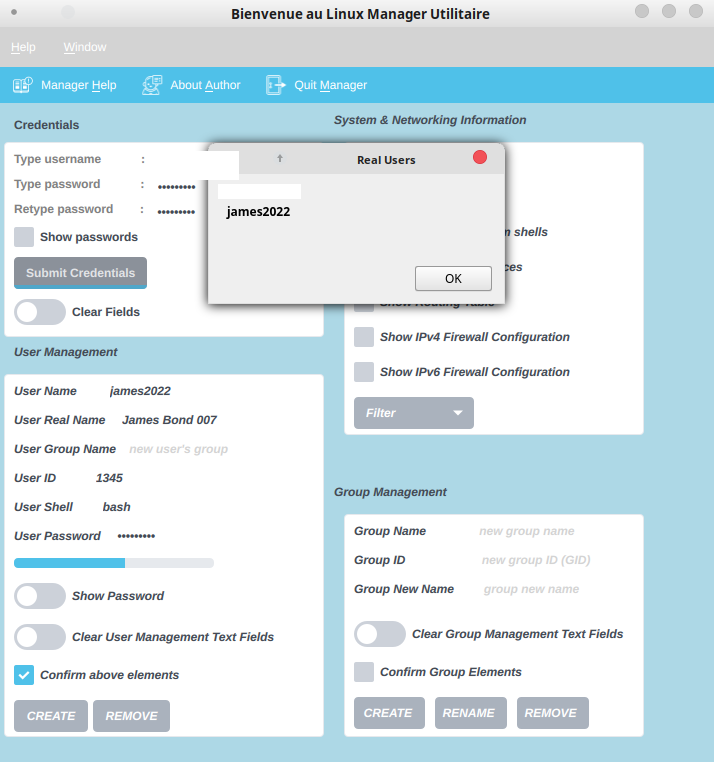 Bienvenue au Linux Manager Utilitaire
Help Window
Manager Help About Author Quit Manager
Credentials
Type username :
Type password : •••••••••
Retype password : •••••••••
Show passwords
Submit Credentials
Clear Fields
System & Networking Information
Real Users
james2022
OK
shells
Show Routing Table
Show IPv4 Firewall Configuration
Show IPv6 Firewall Configuration
Filter
User Management
User Name james2022
User Real Name James Bond 007
User Group Name new user's group
User ID 1345
User Shell bash
User Password •••••••••
Show Password
Clear User Management Text Fields
Confirm above elements
CREATE REMOVE
Group Management
Group Name new group name
Group ID new group ID (GID)
Group New Name group new name
Clear Group Management Text Fields
Confirm Group Elements
CREATE RENAME REMOVE